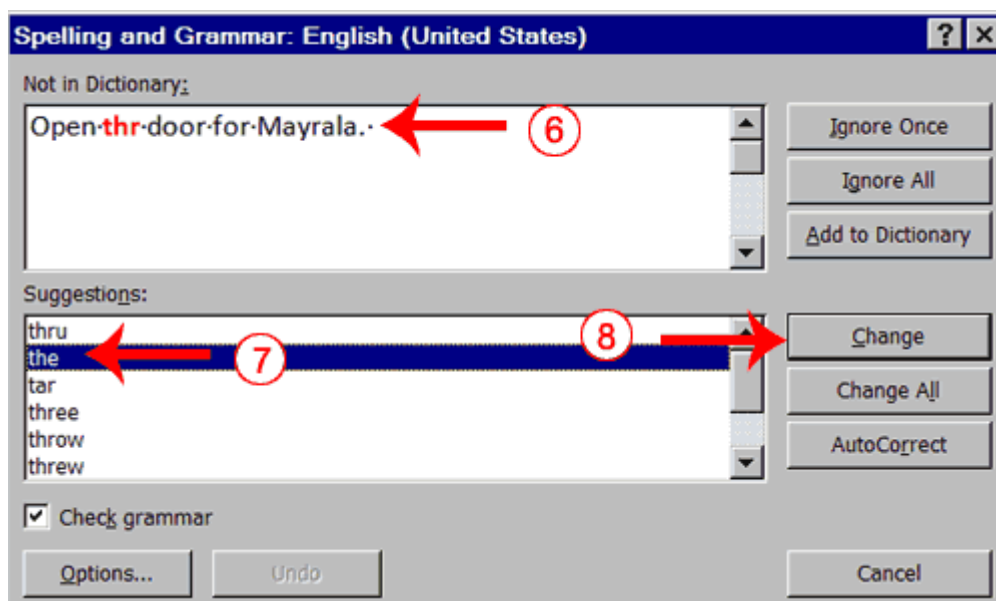 Spelling and Grammar: English (United States)
Not in Dictionary:
Open·thr·door·for·Mayrala.·
6
Ignore Once
Ignore All
Add to Dictionary
Suggestions:
thru
the
tar
three
throw
threw
7
8
Change
Change All
AutoCorrect
Check grammar
Options...
Undo
Cancel